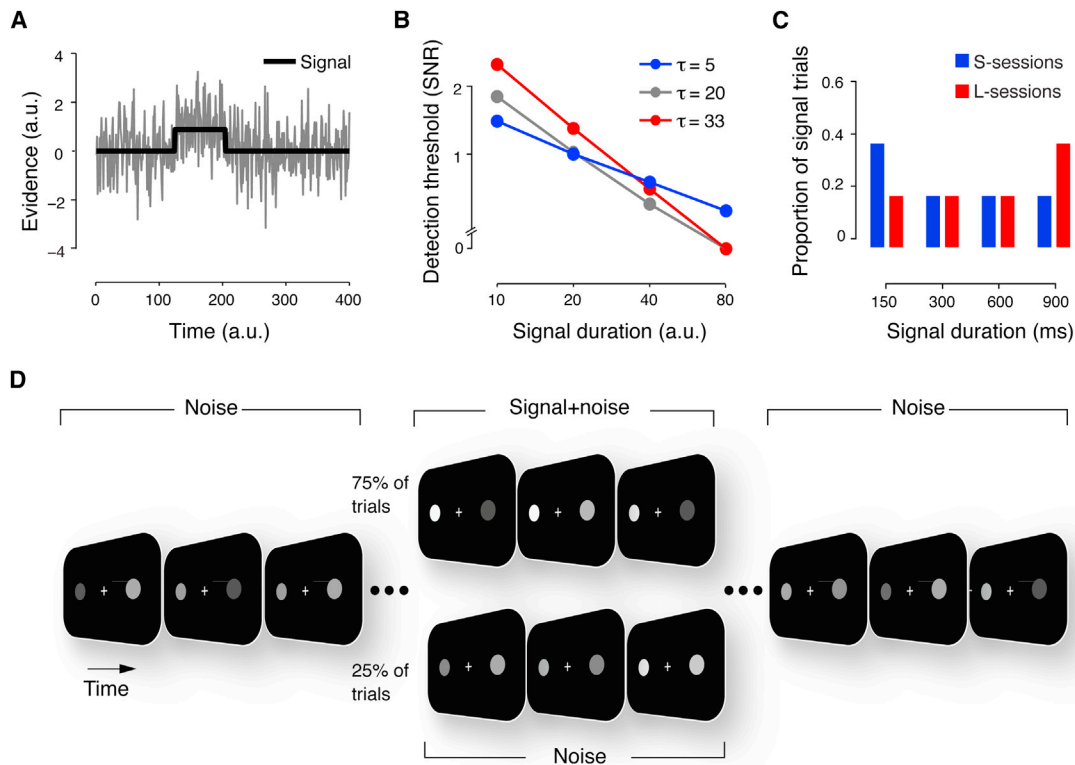 A
Evidence (a.u.)
4
2
0
−2
−4
Signal
0
100
200
300
400
Time (a.u.)
B
Detection threshold (SNR)
2
1
0
τ = 5
τ = 20
τ = 33
10
20
40
80
Signal duration (a.u.)
C
Proportion of signal trials
0.6
0.4
0.2
0
S-sessions
L-sessions
150
300
600
900
Signal duration (ms)
D
Noise
Signal+noise
Noise
75% of
trials
25% of
trials
Time
Noise